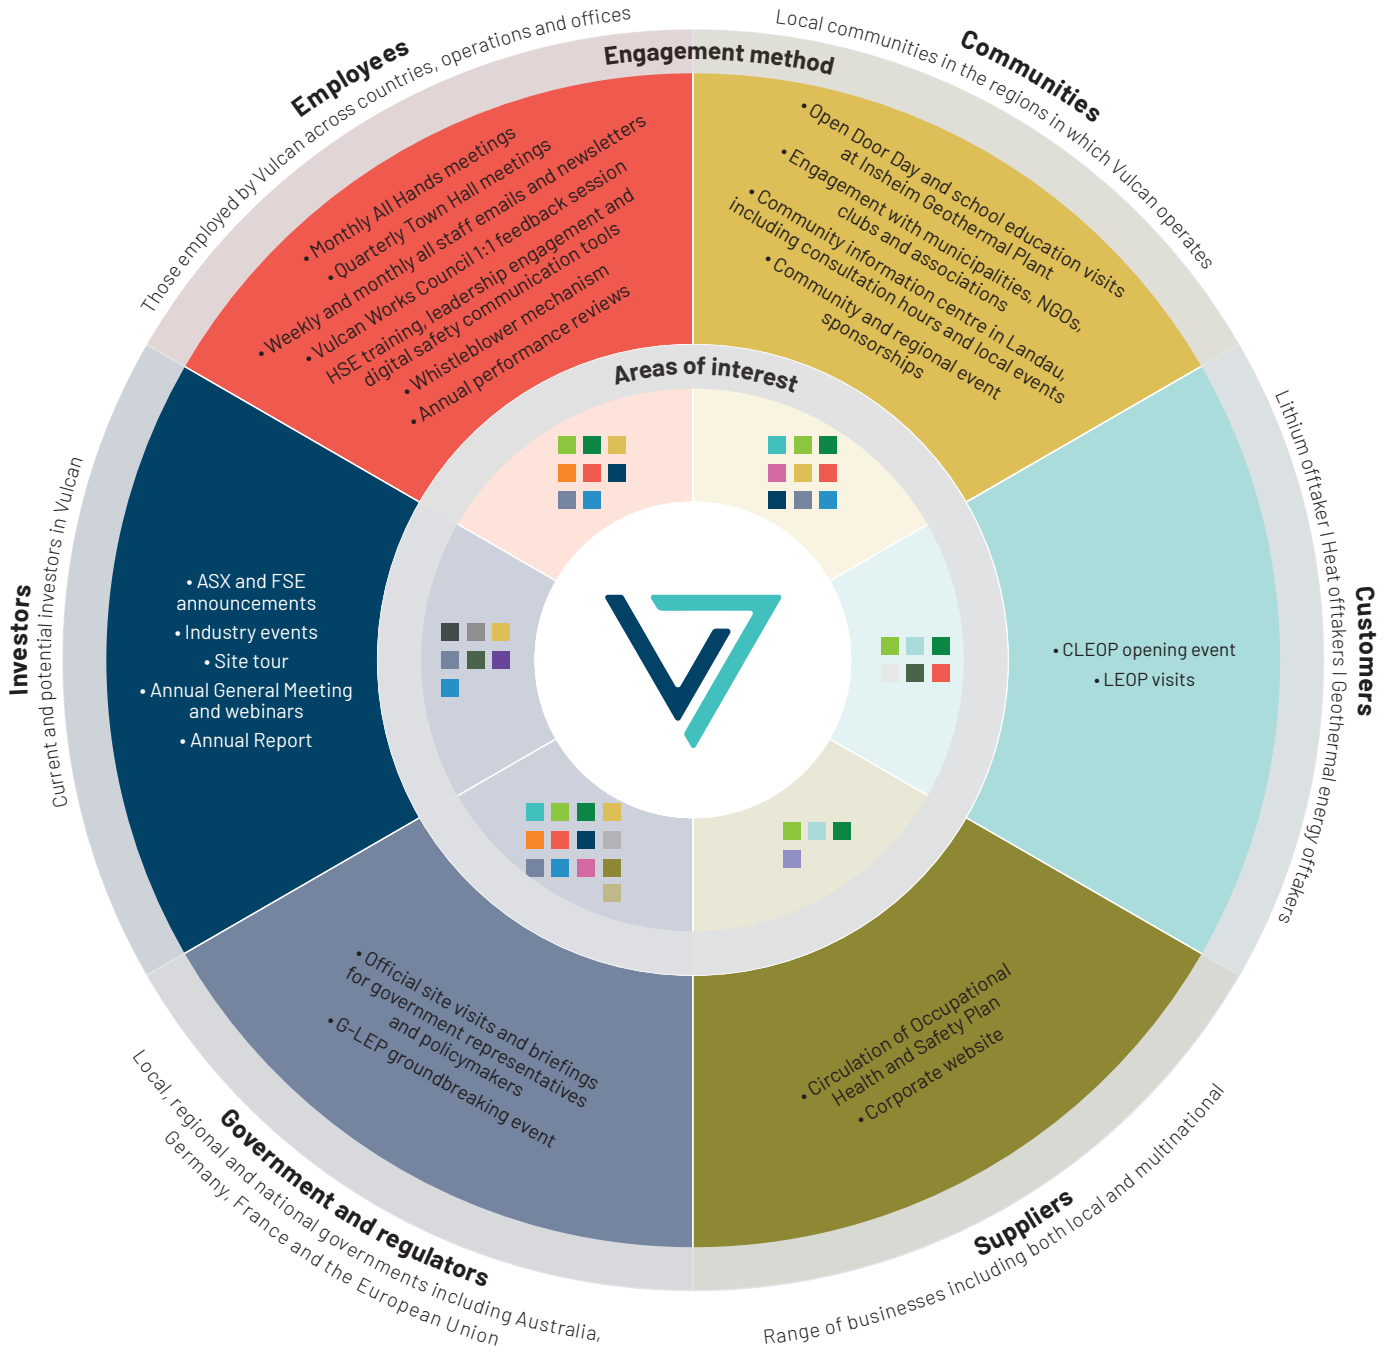 Engagement method
Areas of interest
Employees
Those employed by Vulcan across countries, operations and offices
• Monthly All Hands meetings
• Quarterly Town Hall meetings
• Weekly and monthly all staff emails and newsletters
• Vulcan Works Council 1:1 feedback session
HSE training, leadership engagement and
digital safety communication tools
• Whistleblower mechanism
• Annual performance reviews
Communities
Local communities in the regions in which Vulcan operates
• Open Door Day and school education visits
at Insheim Geothermal Plant
• Engagement with municipalities, NGOs,
clubs and associations
• Community information centre in Landau,
including consultation hours and local events
• Community and regional event
sponsorships
Customers
Lithium offtaker | Heat offtakers | Geothermal energy offtakers
• CLEOP opening event
• LEOP visits
Suppliers
Range of businesses including both local and multinational
• Circulation of Occupational
Health and Safety Plan
• Corporate website
Government and regulators
Local, regional and national governments including Australia,
Germany, France and the European Union
• Official site visits and briefings
for government representatives
and policymakers
• G-LEP groundbreaking event
Investors
Current and potential investors in Vulcan
• ASX and FSE
announcements
• Industry events
• Site tour
• Annual General Meeting
and webinars
• Annual Report